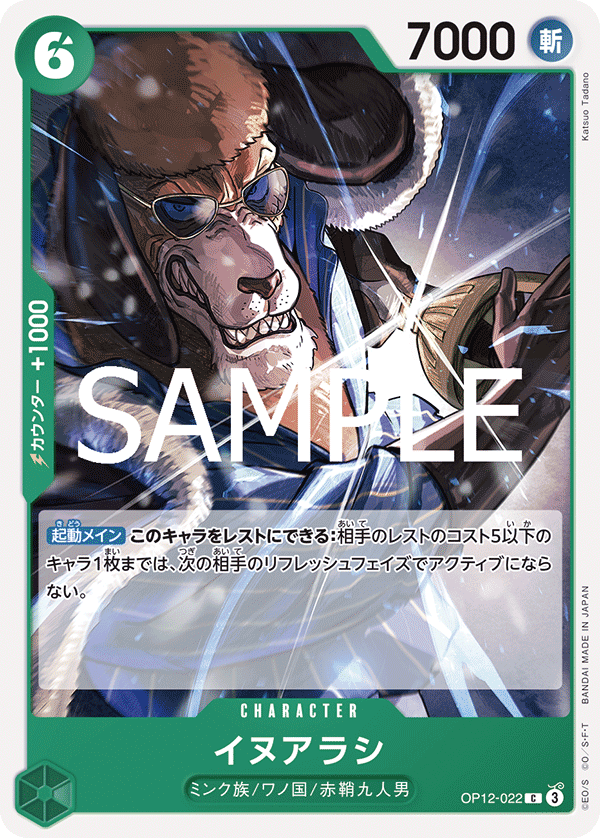 6
7000
斬
Katsuo Tadano
カウンター +1000
SAMPLE
起動メイン このキャラをレストにできる:相手のレストのコスト5以下の
キャラ1枚までは、次の相手のリフレッシュフェイズでアクティブになら
ない。
CHARACTER
イヌアラシ
ミンク族/ワノ国/赤鞘九人男
OP12-022 C 3
©E.O/S ©O/S・F・T BANDAI MADE IN JAPAN